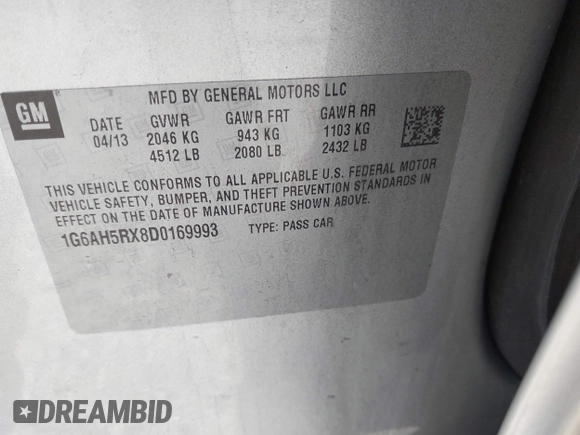 GM
MFD BY GENERAL MOTORS LLC
DATE GVWR GAWR FRT GAWR RR
04/13 2046 KG 943 KG 1103 KG
4512 LB 2080 LB 2432 LB
THIS VEHICLE CONFORMS TO ALL APPLICABLE U.S. FEDERAL MOTOR
VEHICLE SAFETY, BUMPER, AND THEFT PREVENTION STANDARDS IN
EFFECT ON THE DATE OF MANUFACTURE SHOWN ABOVE.
1G6AH5RX8D0169993 TYPE: PASS CAR
DREAMBID